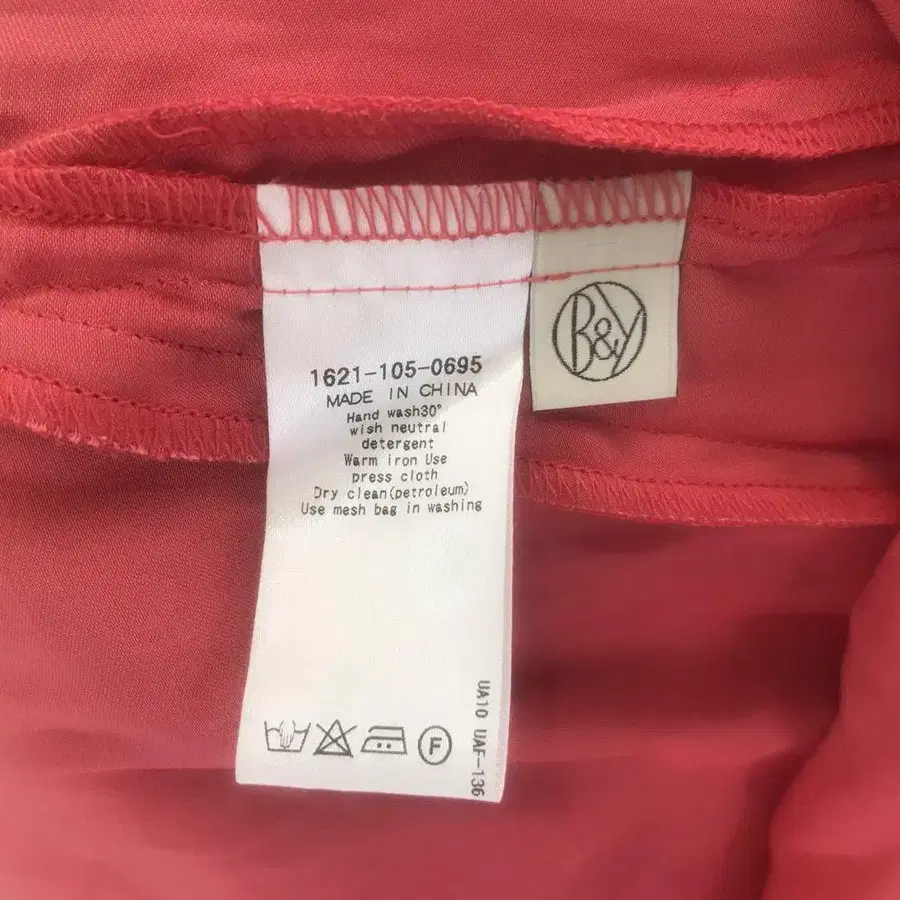 1621-105-0695
MADE IN CHINA
Hand wash30°
wish neutral
detergent
Warm iron Use
press cloth
Dry clean(petroleum)
Use mesh bag in washing
UA10 UAF-136
F
B&Y